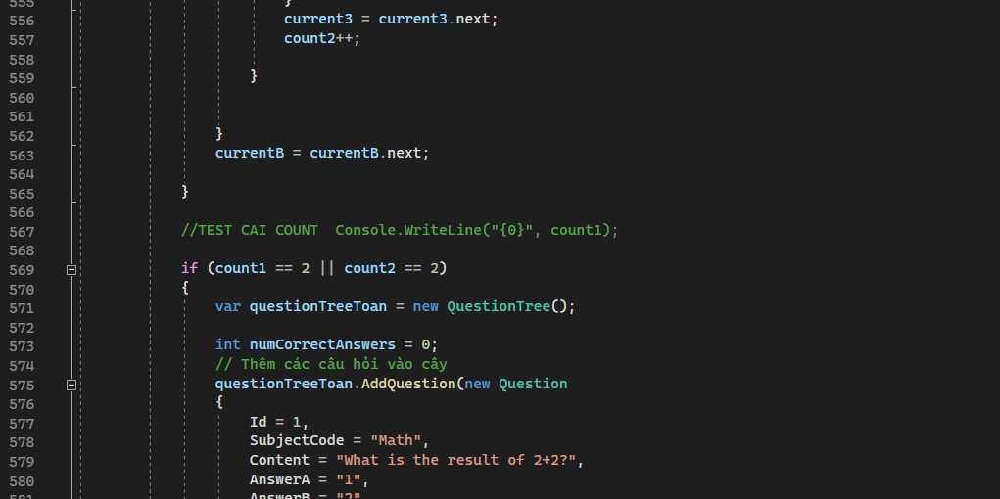 555 }
556 current3 = current3.next;
557 count2++;
558
559 }
560
561
562 }
563 currentB = currentB.next;
564
565 }
566
567 //TEST CAI COUNT  Console.WriteLine("{0}", count1);
568
569 if (count1 == 2 || count2 == 2)
570 {
571 var questionTreeToan = new QuestionTree();
572
573 int numCorrectAnswers = 0;
574 // Thêm các câu hỏi vào cây
575 questionTreeToan.AddQuestion(new Question
576 {
577 Id = 1,
578 SubjectCode = "Math",
579 Content = "What is the result of 2+2?",
580 AnswerA = "1",
581 AnswerB = "2"